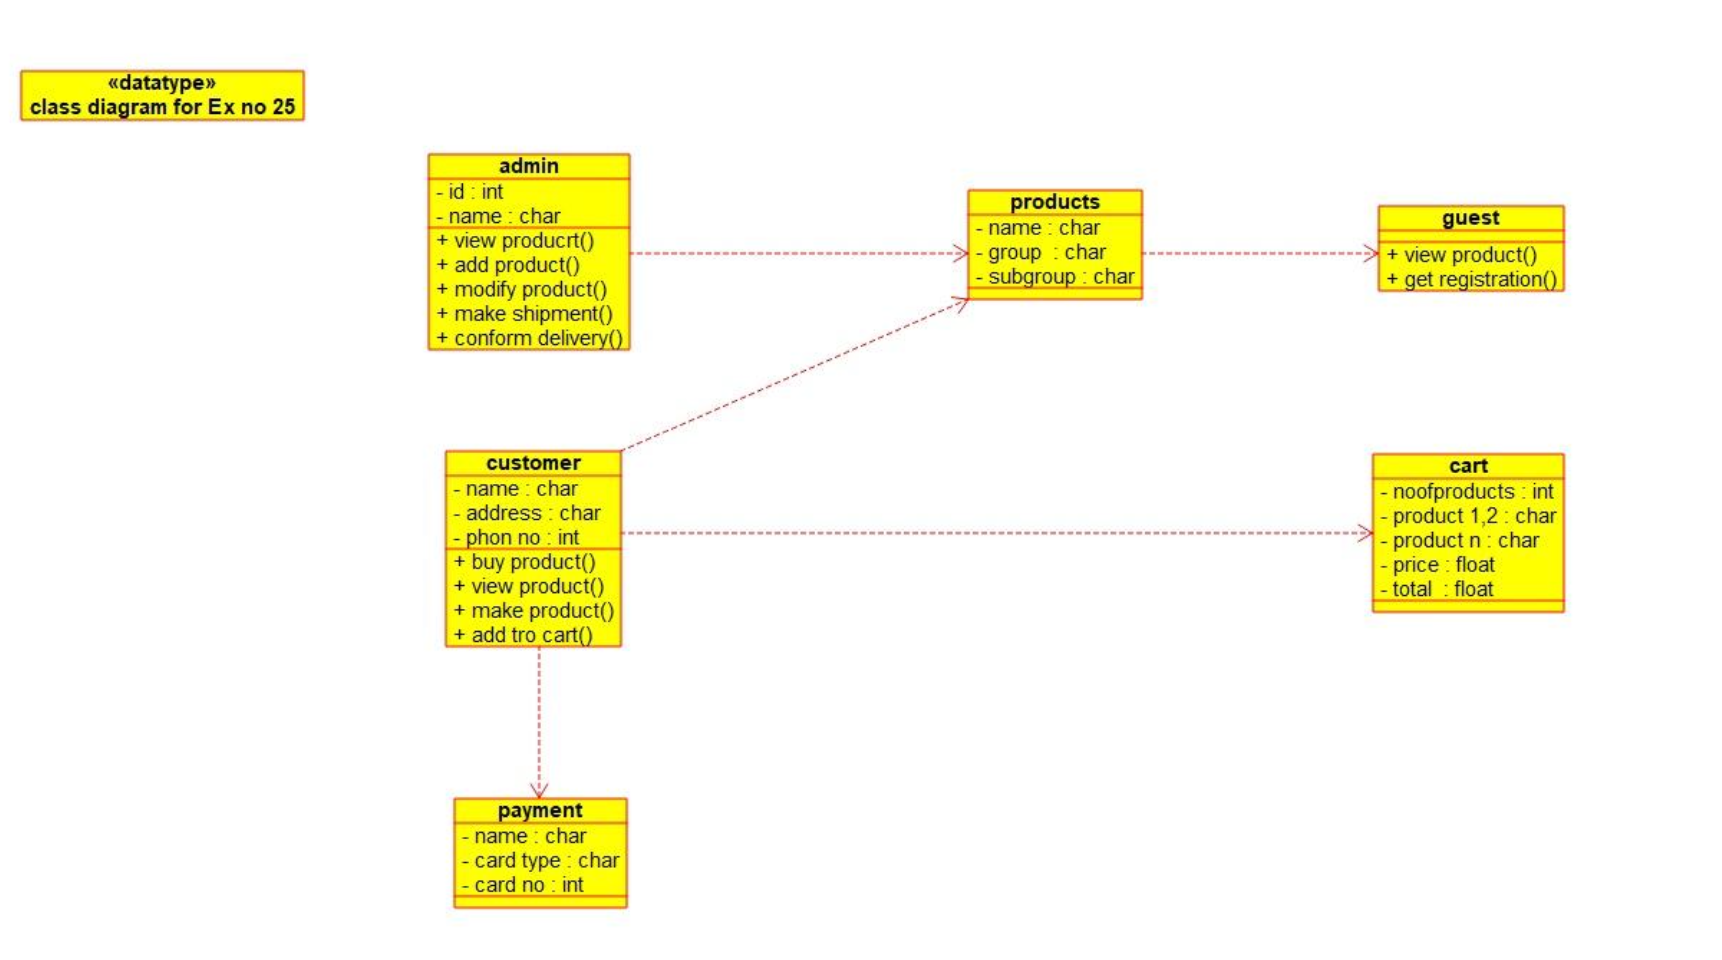 «datatype»
class diagram for Ex no 25
admin
- id : int
- name : char
+ view producrt()
+ add product()
+ modify product()
+ make shipment()
+ conform delivery()
products
- name : char
- group  : char
- subgroup : char
guest
+ view product()
+ get registration()
customer
- name : char
- address : char
- phon no : int
+ buy product()
+ view product()
+ make product()
+ add tro cart()
cart
- noofproducts : int
- product 1,2 : char
- product n : char
- price : float
- total  : float
payment
- name : char
- card type : char
- card no : int